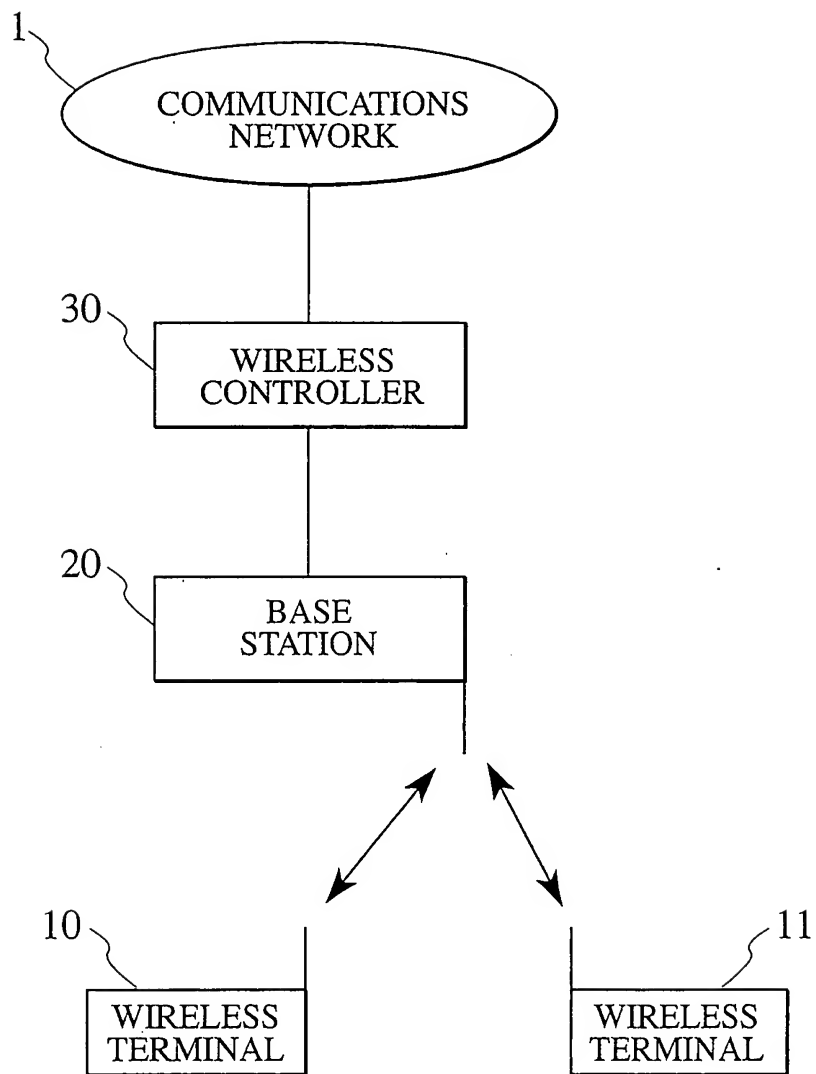 1
COMMUNICATIONS
NETWORK
30
WIRELESS
CONTROLLER
20
BASE
STATION
10
11
WIRELESS
TERMINAL
WIRELESS
TERMINAL